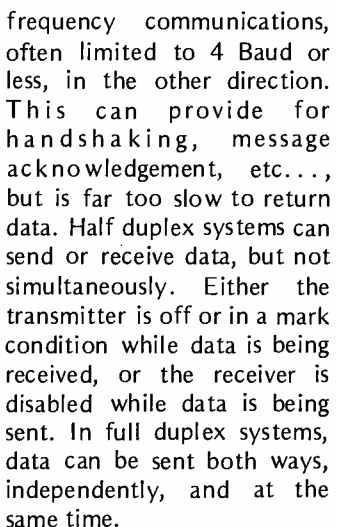 frequency communications,
often limited to 4 Baud or
less, in the other direction.
This can provide for
handshaking, message
acknowledgement, etc...,
but is far too slow to return
data. Half duplex systems can
send or receive data, but not
simultaneously. Either the
transmitter is off or in a mark
condition while data is being
received, or the receiver is
disabled while data is being
sent. In full duplex systems,
data can be sent both ways,
independently, and at the
same time.